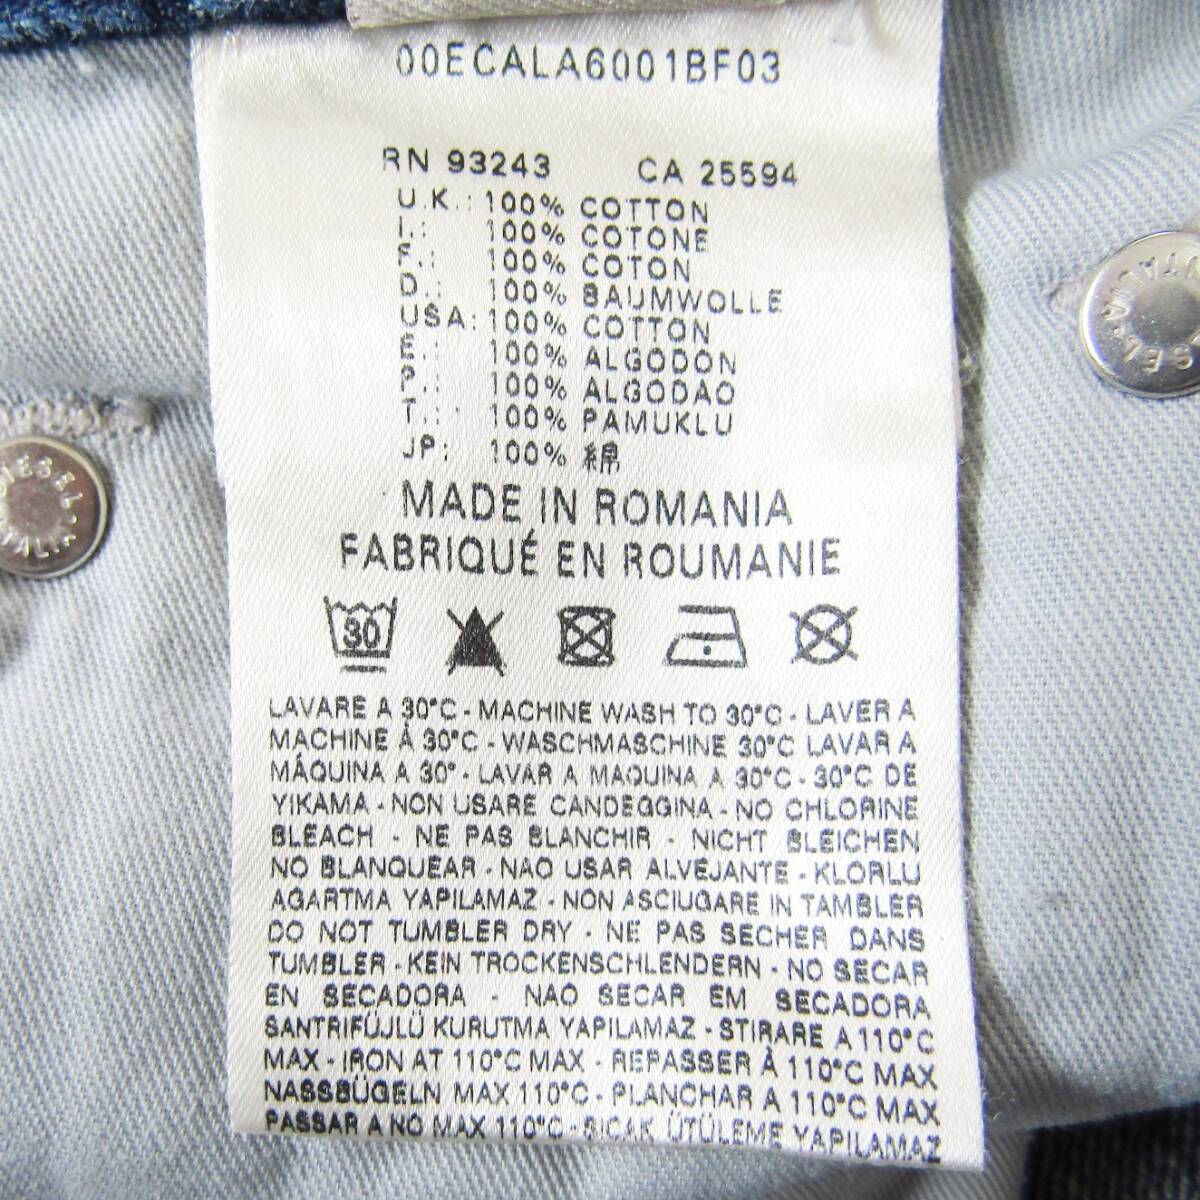 00ECALA6001BF03
RN 93243 CA 25594
U.K.: 100% COTTON
I.: 100% COTONE
F.: 100% COTON
D.: 100% BAUMWOLLE
USA: 100% COTTON
E.: 100% ALGODON
P.: 100% ALGODAO
T.: 100% PAMUKLU
JP: 100% 綿
MADE IN ROMANIA
FABRIQUÉ EN ROUMANIE
30
LAVARE A 30°C - MACHINE WASH TO 30°C - LAVER A
MACHINE À 30°C - WASCHMASCHINE 30°C LAVAR A
MÁQUINA A 30° - LAVAR A MAQUINA A 30°C - 30°C DE
YIKAMA - NON USARE CANDEGGINA - NO CHLORINE
BLEACH - NE PAS BLANCHIR - NICHT BLEICHEN
NO BLANQUEAR - NAO USAR ALVEJANTE - KLORLU
AGARTMA YAPILAMAZ - NON ASCIUGARE IN TAMBLER
DO NOT TUMBLER DRY - NE PAS SECHER DANS
TUMBLER - KEIN TROCKENSCHLENDERN - NO SECAR
EN SECADORA - NAO SECAR EM SECADORA
SANTRIFÜJLÜ KURUTMA YAPILAMAZ - STIRARE A 110°C
MAX - IRON AT 110°C MAX - REPASSER À 110°C MAX
NASSBÜGELN MAX 110°C - PLANCHAR A 110°C MAX
PASSAR A NO MAX 110°C - SICAK ÜTÜLEME YAPILAMAZ
DIESEL ITALIA
DIESEL ITALIA